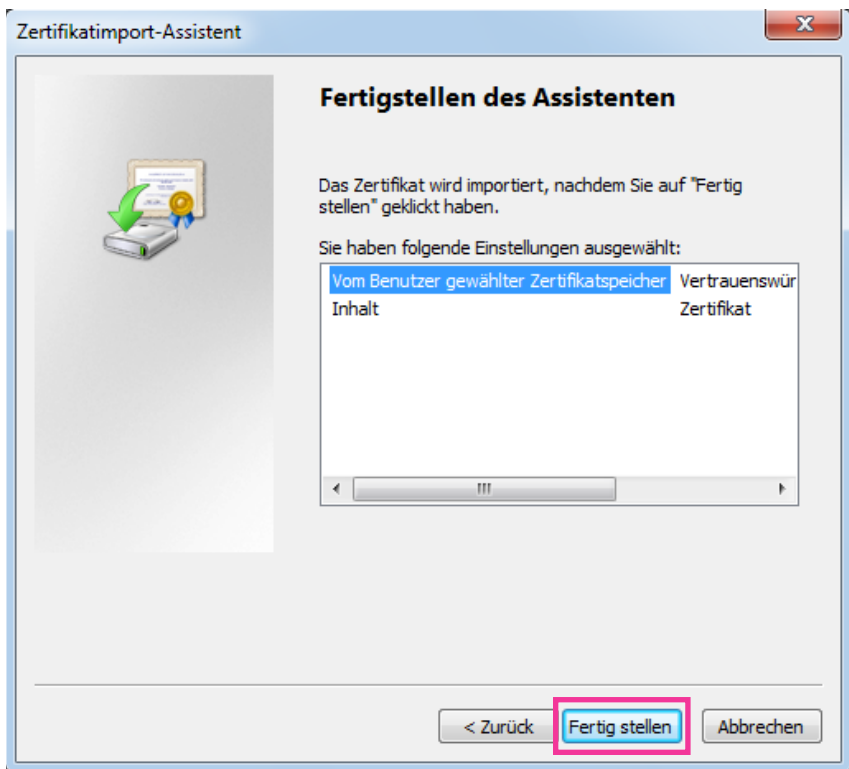 Zertifikatimport-Assistent
Fertigstellen des Assistenten
Das Zertifikat wird importiert, nachdem Sie auf "Fertig
stellen" geklickt haben.
Sie haben folgende Einstellungen ausgewählt:
Vom Benutzer gewählter Zertifikatspeicher Vertrauenswür
Inhalt Zertifikat
< Zurück Fertig stellen Abbrechen